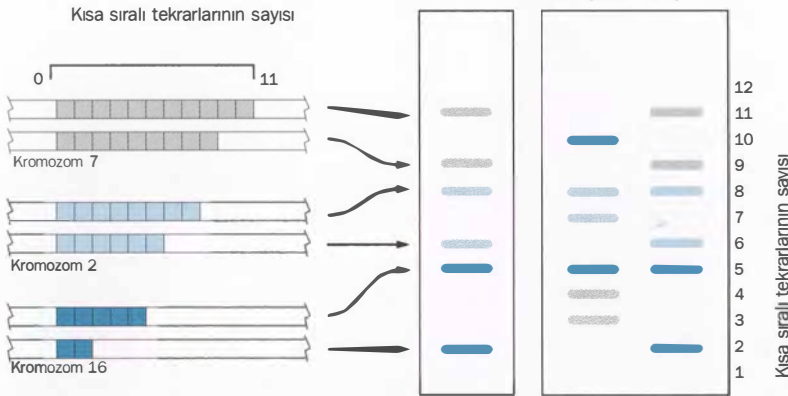 Kısa sıralı tekrarlarının sayısı
0 11
Kromozom 7
Kromozom 2
Kromozom 16
12
11
10
9
8
7
6
5
4
3
2
1
Kısa sıralı tekrarlarının sayısı